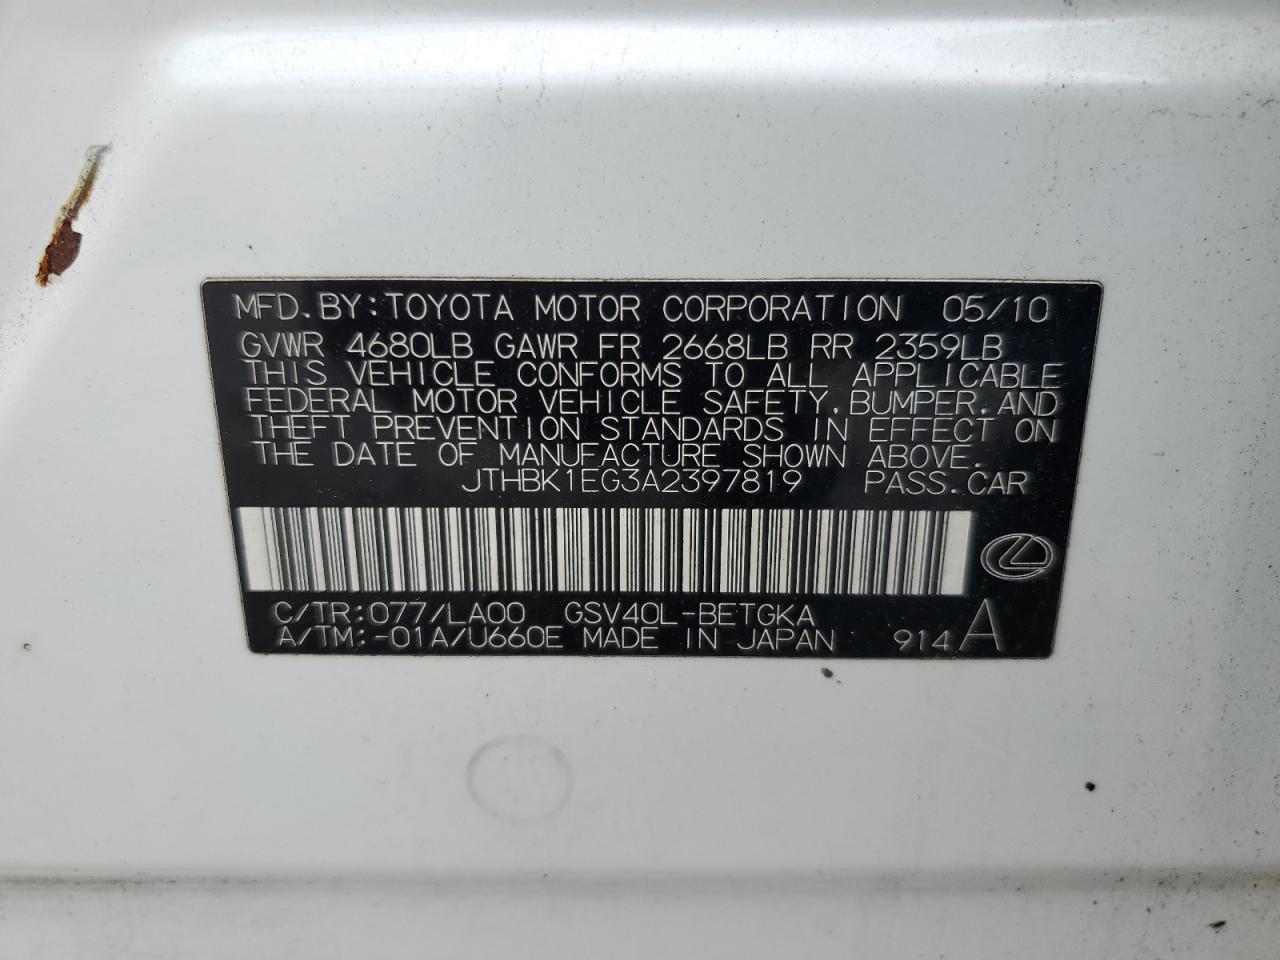 MFD.BY:TOYOTA MOTOR CORPORATION 05/10
GVWR 4680LB GAWR FR 2668LB RR 2359LB
THIS VEHICLE CONFORMS TO ALL APPLICABLE
FEDERAL MOTOR VEHICLE SAFETY,BUMPER,AND
THEFT PREVENTION STANDARDS IN EFFECT ON
THE DATE OF MANUFACTURE SHOWN ABOVE.
JTHBK1EG3A2397819 PASS.CAR
C/TR:077/LA00 GSV40L-BETGKA
A/TM:-01A/U660E MADE IN JAPAN 914 A